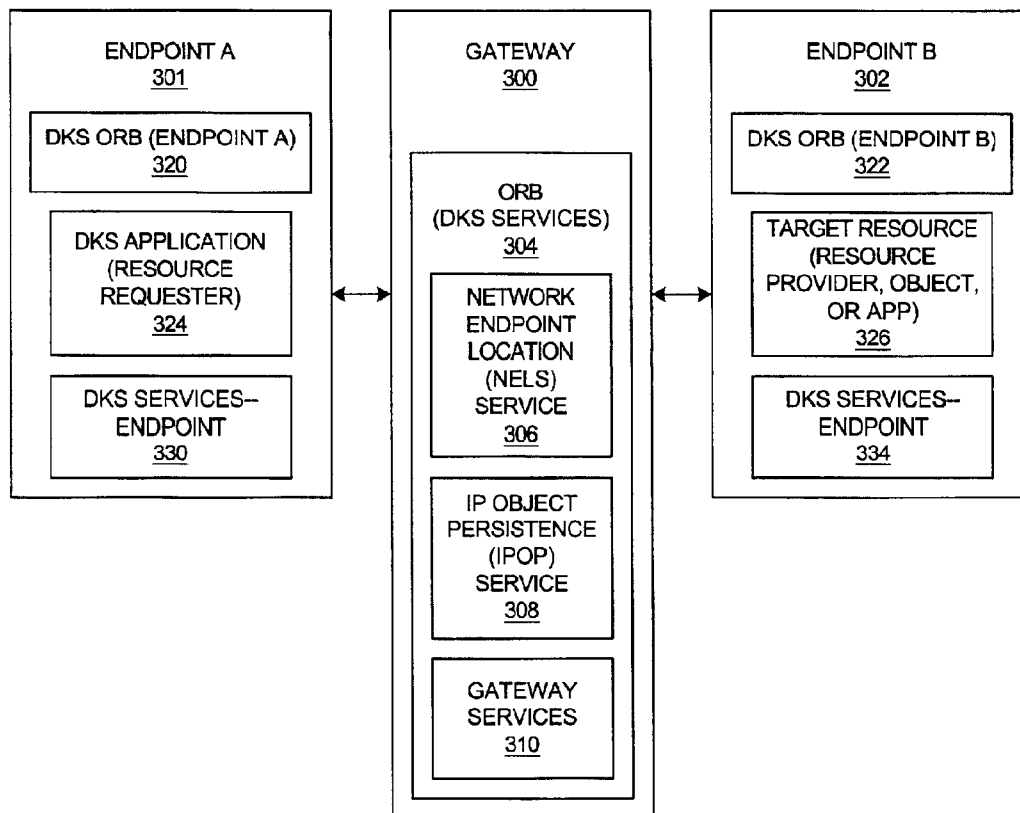 ENDPOINT A
301
DKS ORB (ENDPOINT A)
320
DKS APPLICATION
(RESOURCE
REQUESTER)
324
DKS SERVICES--
ENDPOINT
330
GATEWAY
300
ORB
(DKS SERVICES)
304
NETWORK
ENDPOINT
LOCATION
(NELS)
SERVICE
306
IP OBJECT
PERSISTENCE
(IPOP)
SERVICE
308
GATEWAY
SERVICES
310
ENDPOINT B
302
DKS ORB (ENDPOINT B)
322
TARGET RESOURCE
(RESOURCE
PROVIDER, OBJECT,
OR APP)
326
DKS SERVICES--
ENDPOINT
334